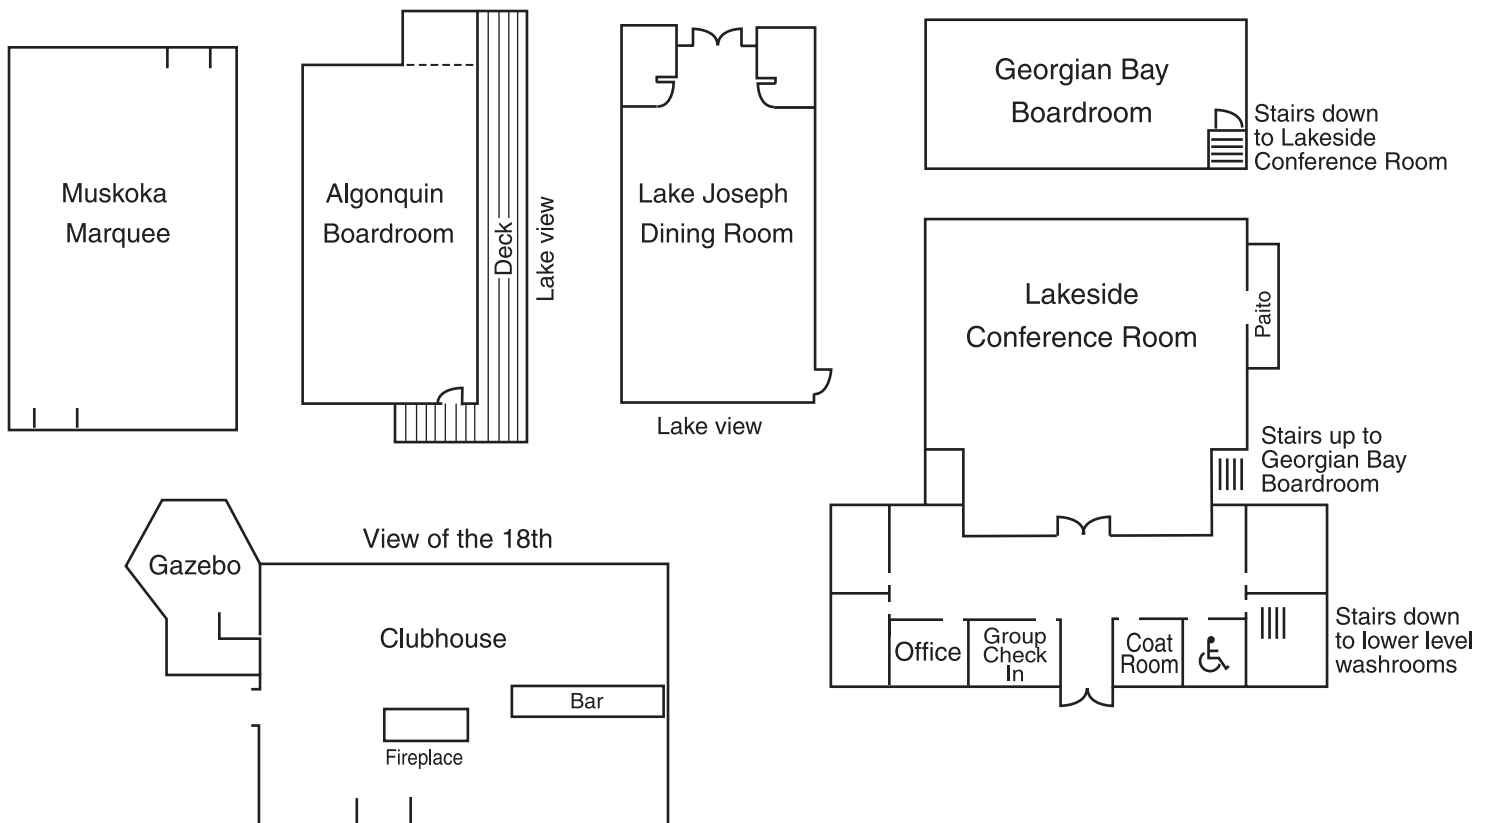 Muskoka
Marquee
Algonquin
Boardroom
Deck
Lake view
Lake Joseph
Dining Room
Lake view
Georgian Bay
Boardroom
Stairs down
to Lakeside
Conference Room
Lakeside
Conference Room
Paito
Stairs up to
Georgian Bay
Boardroom
View of the 18th
Gazebo
Clubhouse
Bar
Fireplace
Office
Group
Check
In
Coat
Room
Stairs down
to lower level
washrooms